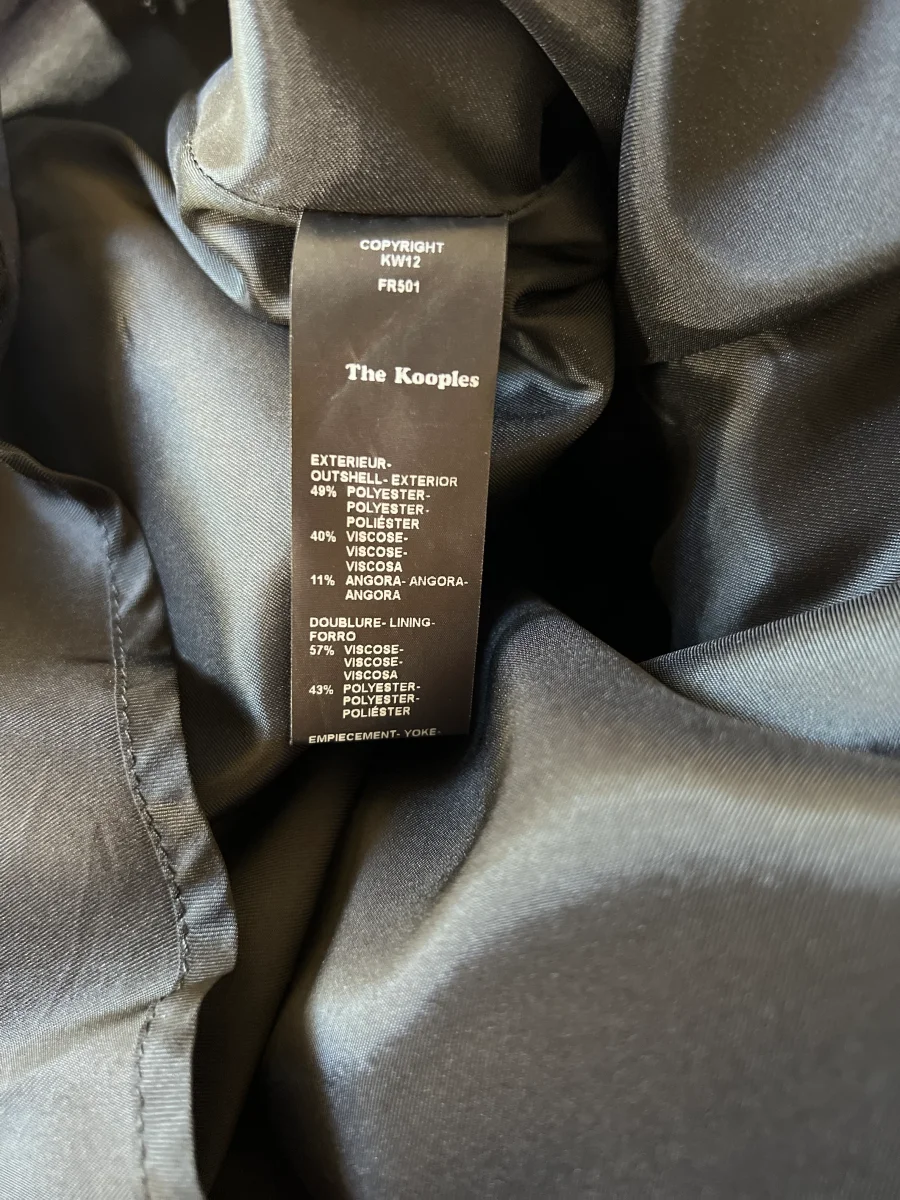 COPYRIGHT
KW12
FR501
The Kooples
EXTERIEUR-
OUTSHELL- EXTERIOR
49% POLYESTER-
POLYESTER-
POLIÉSTER
40% VISCOSE-
VISCOSE-
VISCOSA
11% ANGORA- ANGORA-
ANGORA
DOUBLURE- LINING-
FORRO
57% VISCOSE-
VISCOSE-
VISCOSA
43% POLYESTER-
POLYESTER-
POLIÉSTER
EMPIECEMENT- YOKE-